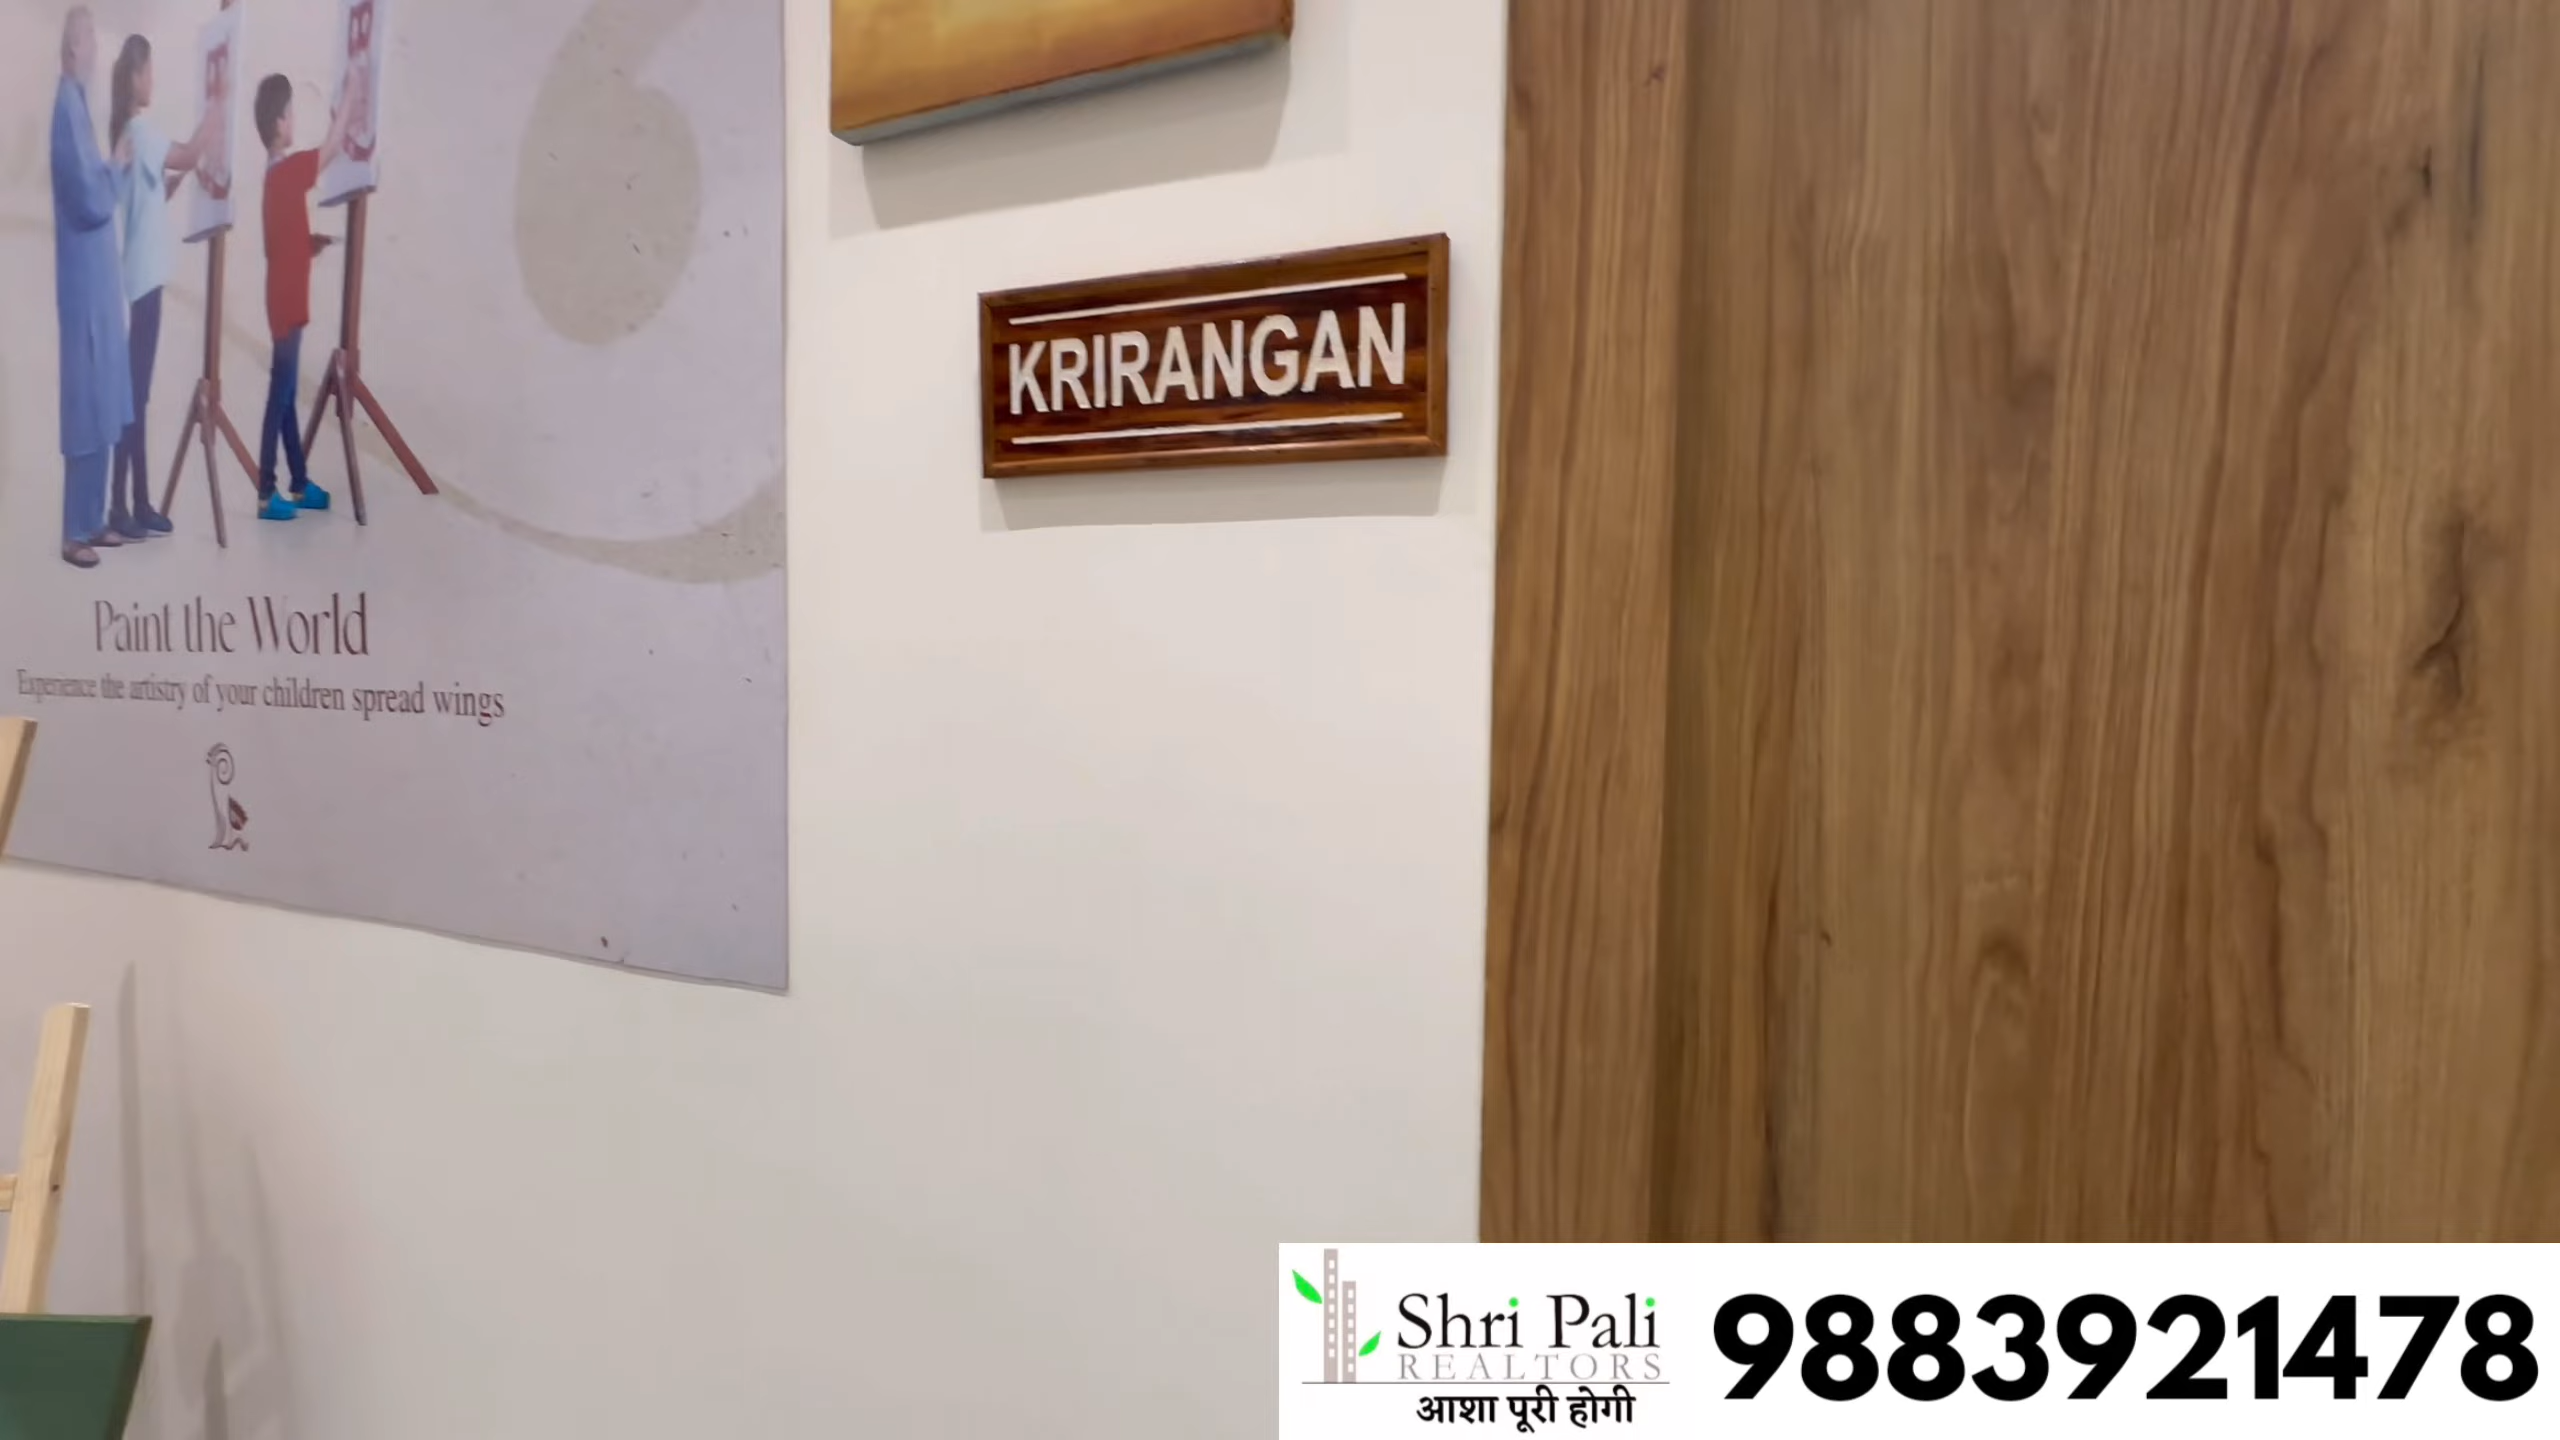 KRIRANGAN
Paint the World
Experience the artistry of your children spread wings
Shri Pali
REALTORS
आशा पूरी होगी
9883921478